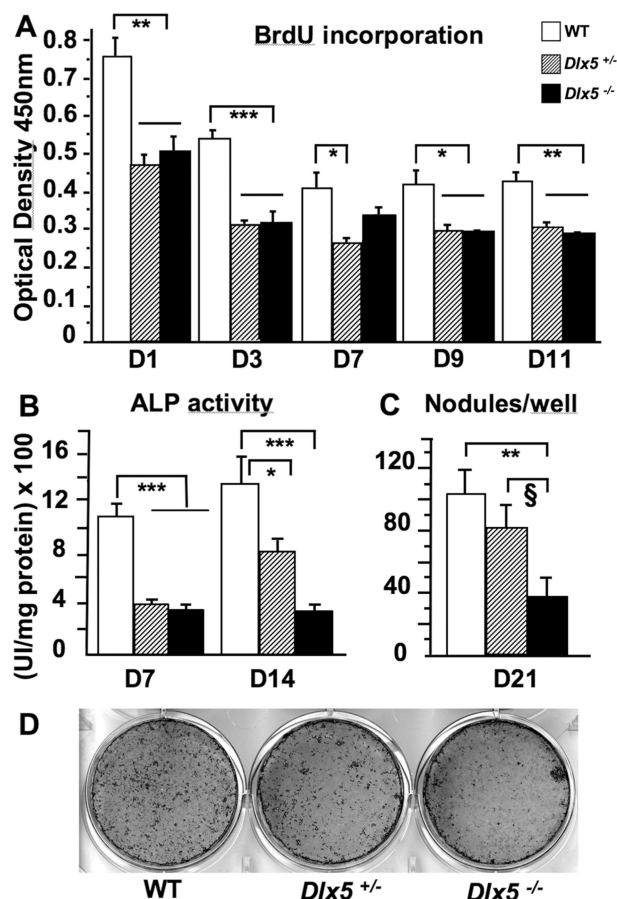 A
BrdU incorporation
WT
Dlx5 +/-
Dlx5 -/-
Optical Density 450nm
0.8
0.7
0.6
0.5
0.4
0.3
0.2
0.1
0
**
***
*
*
**
D1 D3 D7 D9 D11
B
ALP activity
(UI/mg protein) x 100
16
12
8
4
0
***
***
*
D7 D14
C
Nodules/well
120
80
40
0
**
§
D21
D
WT Dlx5 +/- Dlx5 -/-